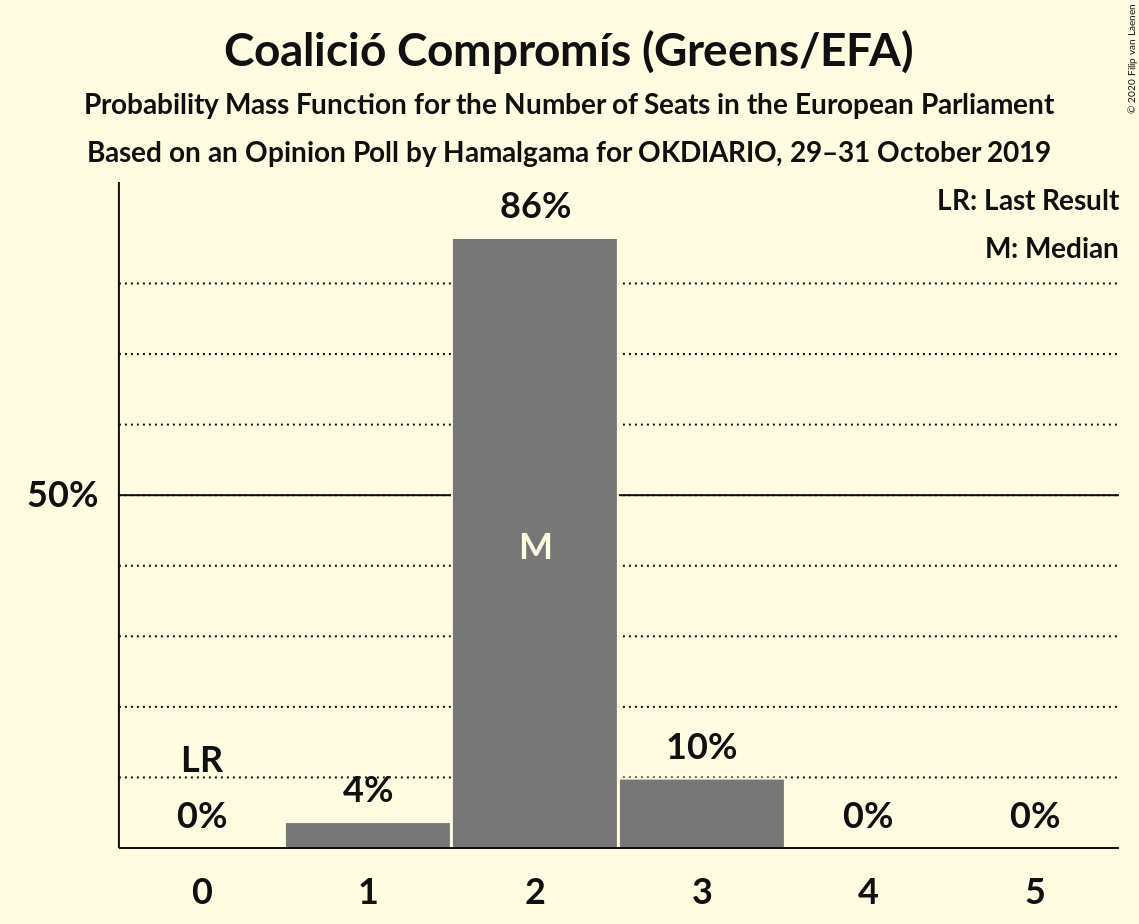 Coalició Compromís (Greens/EFA)
Probability Mass Function for the Number of Seats in the European Parliament
Based on an Opinion Poll by Hamalgama for OKDIARIO, 29–31 October 2019
© 2020 Filip van Laenen
LR: Last Result
M: Median
86%
50%
M
LR
10%
4%
0%
0%
0%
0 1 2 3 4 5